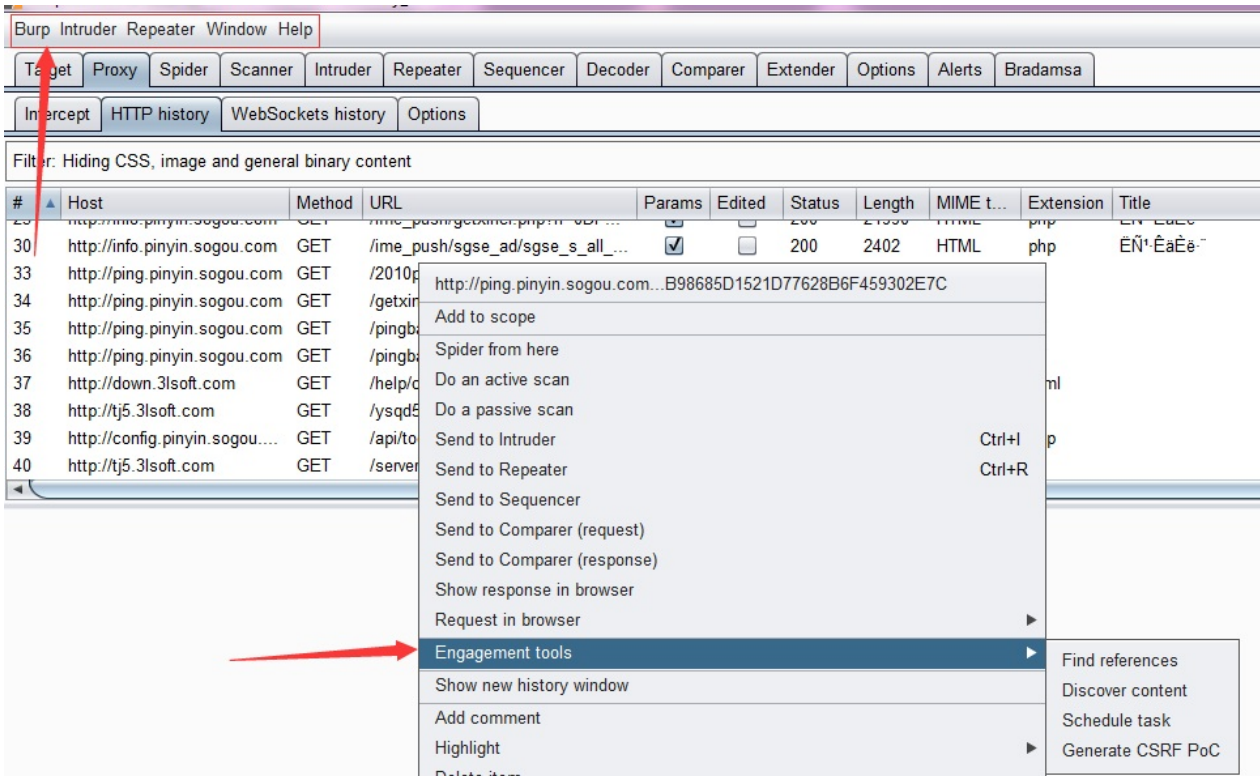 Burp Intruder Repeater Window Help
Target Proxy Spider Scanner Intruder Repeater Sequencer Decoder Comparer Extender Options Alerts Bradamsa
Intercept HTTP history WebSockets history Options
Filter: Hiding CSS, image and general binary content
# Host Method URL Params Edited Status Length MIME t... Extension Title
30 http://info.pinyin.sogou.com GET /ime_push/sgse_ad/sgse_s_all_... 200 2402 HTML php ËÑ¹·ÊäÈë·¨
33 http://ping.pinyin.sogou.com GET /2010p
34 http://ping.pinyin.sogou.com GET /getxin
35 http://ping.pinyin.sogou.com GET /pingba
36 http://ping.pinyin.sogou.com GET /pingba
37 http://down.3lsoft.com GET /help/c ml
38 http://tj5.3lsoft.com GET /ysqd5
39 http://config.pinyin.sogou.... GET /api/to p
40 http://tj5.3lsoft.com GET /server
http://ping.pinyin.sogou.com...B98685D1521D77628B6F459302E7C
Add to scope
Spider from here
Do an active scan
Do a passive scan
Send to Intruder Ctrl+I
Send to Repeater Ctrl+R
Send to Sequencer
Send to Comparer (request)
Send to Comparer (response)
Show response in browser
Request in browser
Engagement tools
Show new history window
Add comment
Highlight
Delete item
Find references
Discover content
Schedule task
Generate CSRF PoC